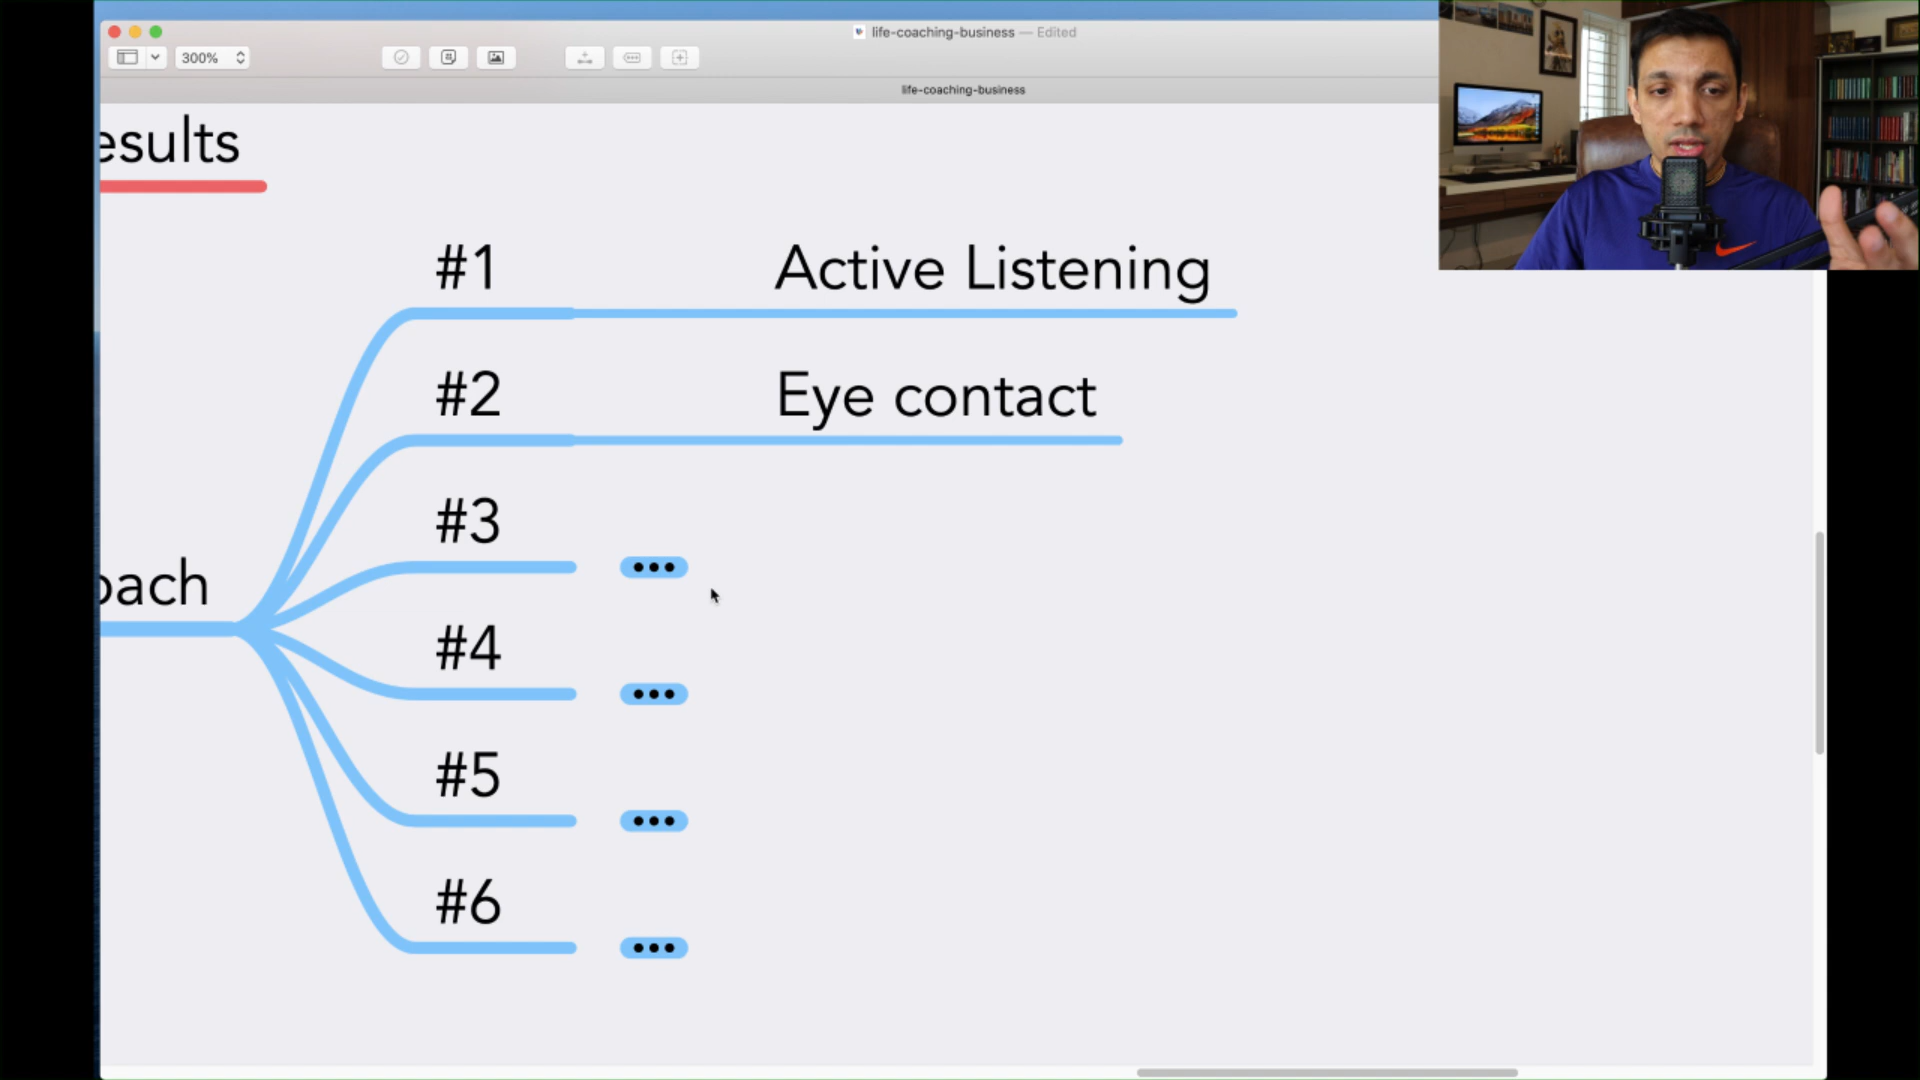 life-coaching-business — Edited
300%
life-coaching-business
esults
#1 Active Listening
#2 Eye contact
#3
oach
#4
#5
#6